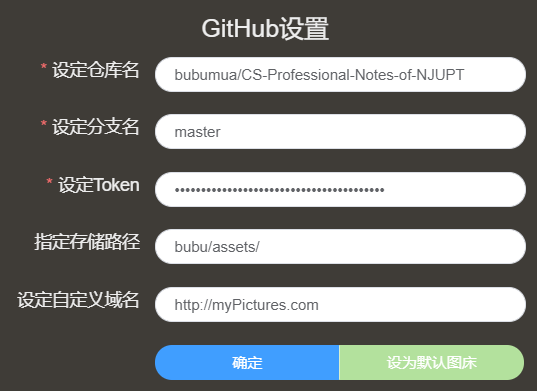 GitHub设置
* 设定仓库名
bubumua/CS-Professional-Notes-of-NJUPT
* 设定分支名
master
* 设定Token
••••••••••••••••••••••••••••••••••••••••
指定存储路径
bubu/assets/
设定自定义域名
http://myPictures.com
确定
设为默认图床